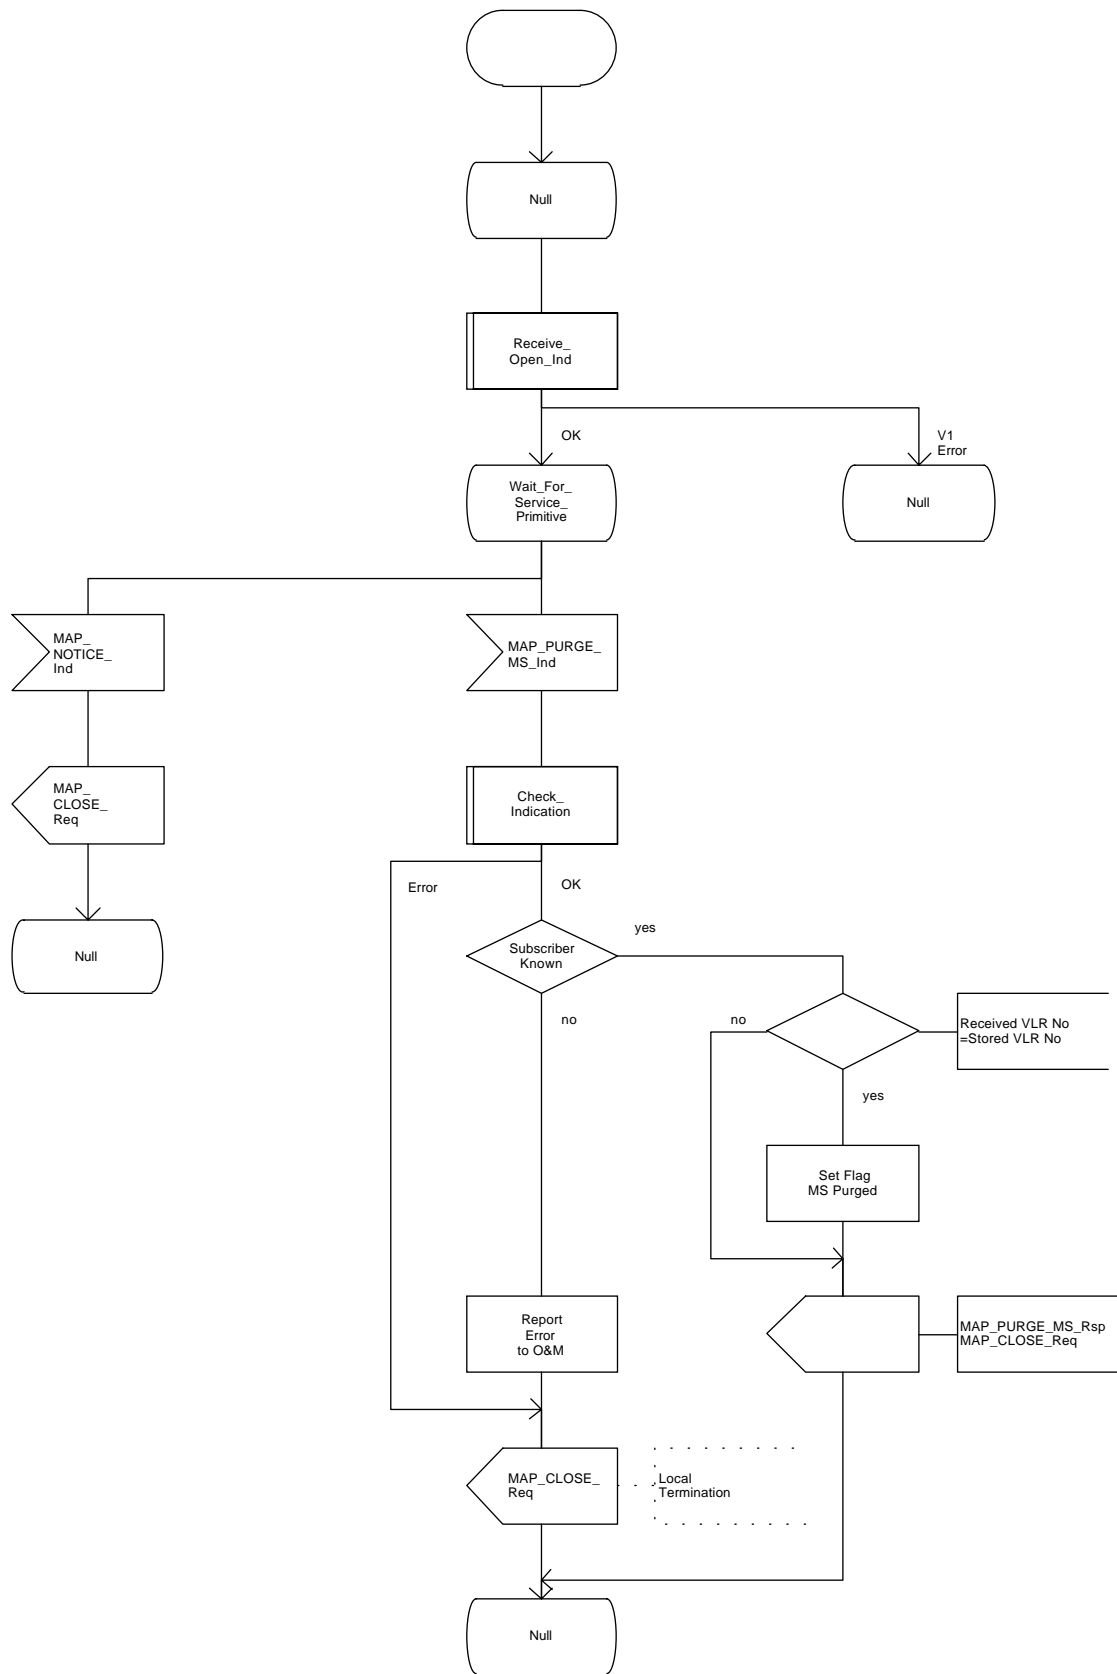 Null
Receive_
Open_Ind
OK
V1
Error
Wait_For_
Service_
Primitive
Null
MAP_
NOTICE_
Ind
MAP_PURGE_
MS_Ind
MAP_
CLOSE_
Req
Check_
Indication
Error
OK
Null
Subscriber
Known
yes
no
no
Received VLR No
=Stored VLR No
yes
Set Flag
MS Purged
Report
Error
to O&M
MAP_PURGE_MS_Rsp
MAP_CLOSE_Req
MAP_CLOSE_
Req
Local
Termination
Null